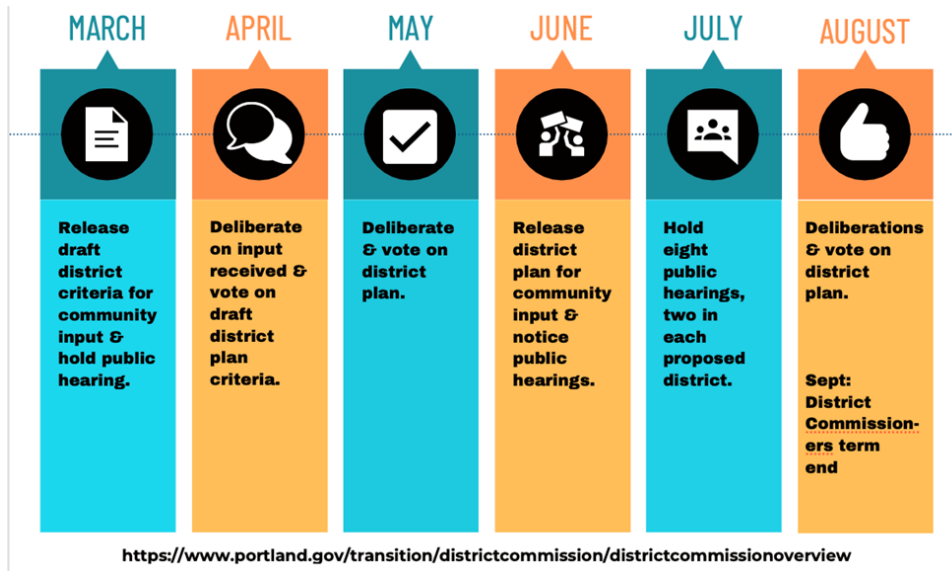 MARCH
APRIL
MAY
JUNE
JULY
AUGUST
Release
draft
district
criteria for
community
input &
hold public
hearing.
Deliberate
on input
received &
vote on
draft
district
plan
criteria.
Deliberate
& vote on
district
plan.
Release
district
plan for
community
input &
notice
public
hearings.
Hold
eight
public
hearings,
two in
each
proposed
district.
Deliberations
& vote on
district
plan.
Sept:
District
Commission-
ers term
end
https://www.portland.gov/transition/districtcommission/districtcommissionoverview